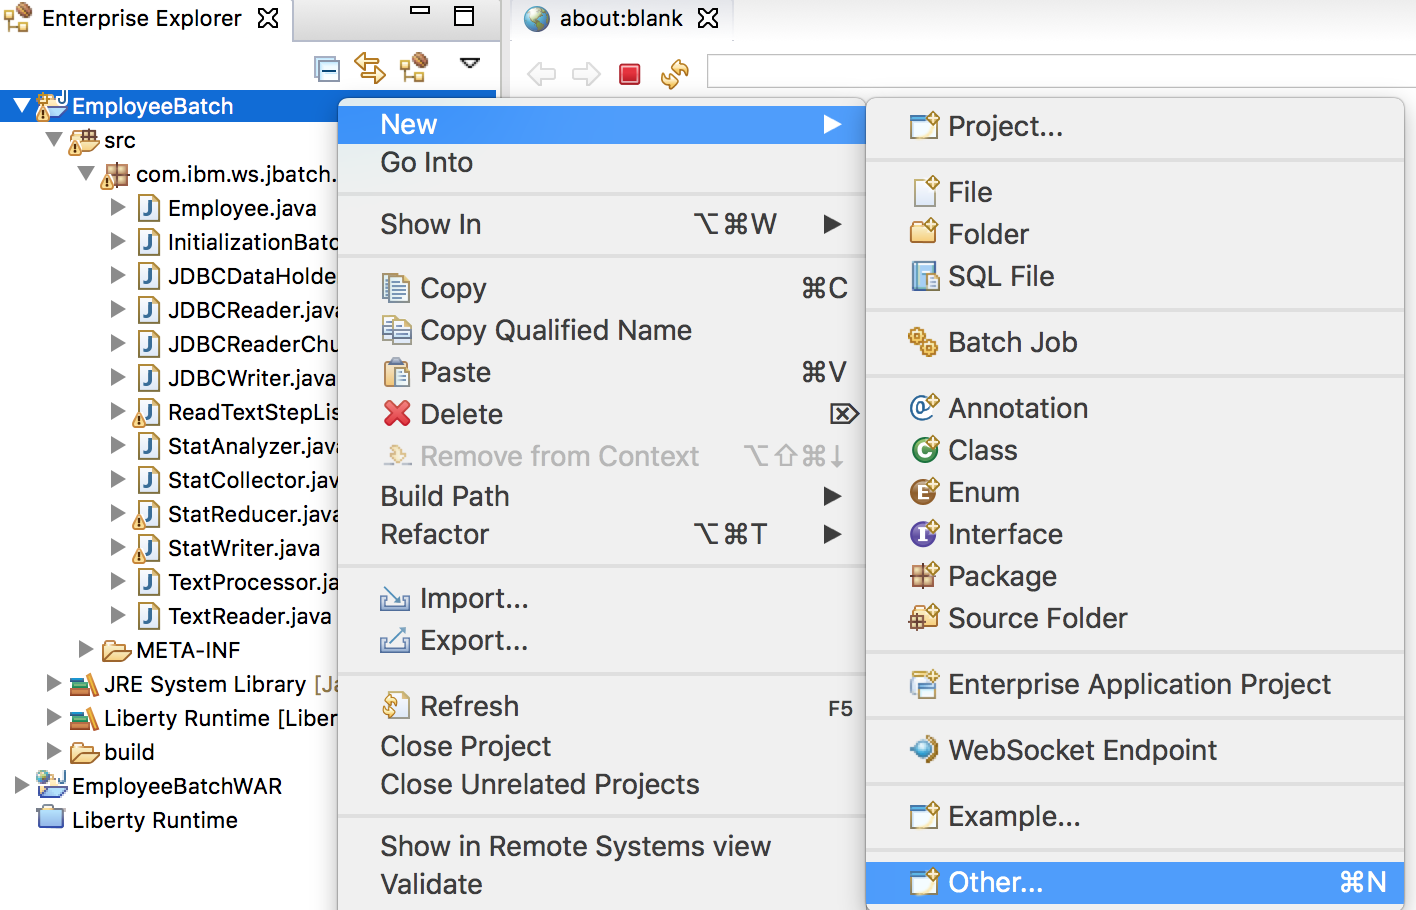 Enterprise Explorer
about:blank
EmployeeBatch
src
com.ibm.ws.jbatch.
Employee.java
InitializationBatc
JDBCDataHolde
JDBCReader.java
JDBCReaderChu
JDBCWriter.java
ReadTextStepLis
StatAnalyzer.java
StatCollector.jav
StatReducer.java
StatWriter.java
TextProcessor.ja
TextReader.java
META-INF
JRE System Library [Ja
Liberty Runtime [Liber
build
EmployeeBatchWAR
Liberty Runtime
New
Go Into
Show In ⌥⌘W
Copy ⌘C
Copy Qualified Name
Paste ⌘V
Delete ⌦
Remove from Context ⌥⇧⌘↓
Build Path
Refactor ⌥⌘T
Import...
Export...
Refresh F5
Close Project
Close Unrelated Projects
Show in Remote Systems view
Validate
Project...
File
Folder
SQL File
Batch Job
Annotation
Class
Enum
Interface
Package
Source Folder
Enterprise Application Project
WebSocket Endpoint
Example...
Other... ⌘N